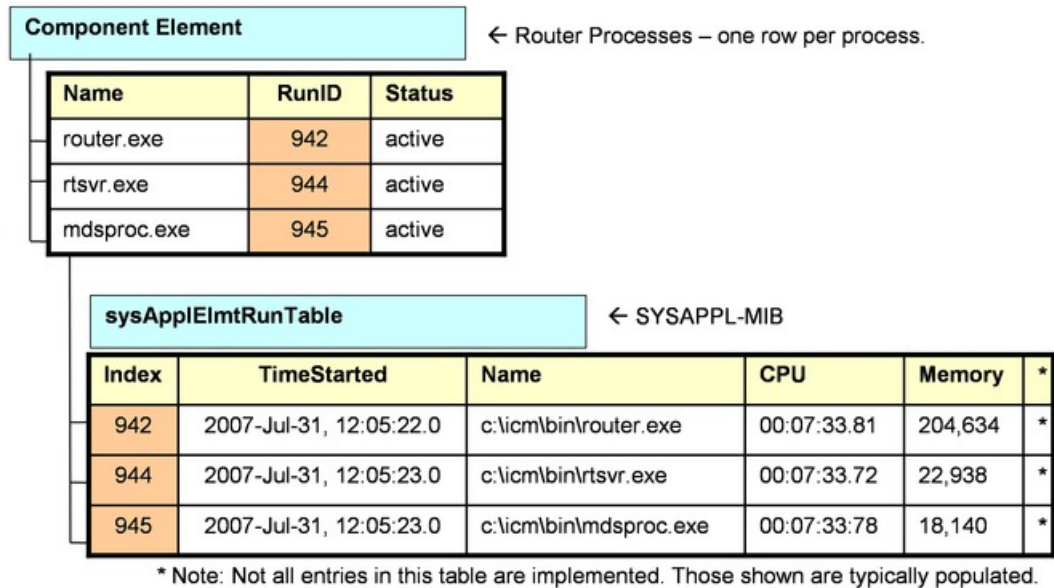 Component Element
← Router Processes – one row per process.
Name RunID Status
router.exe 942 active
rtsvr.exe 944 active
mdsproc.exe 945 active
sysApplElmtRunTable
← SYSAPPL-MIB
Index TimeStarted Name CPU Memory *
942 2007-Jul-31, 12:05:22.0 c:\icm\bin\router.exe 00:07:33.81 204,634 *
944 2007-Jul-31, 12:05:23.0 c:\icm\bin\rtsvr.exe 00:07:33.72 22,938 *
945 2007-Jul-31, 12:05:23.0 c:\icm\bin\mdsproc.exe 00:07:33:78 18,140 *
* Note: Not all entries in this table are implemented. Those shown are typically populated.